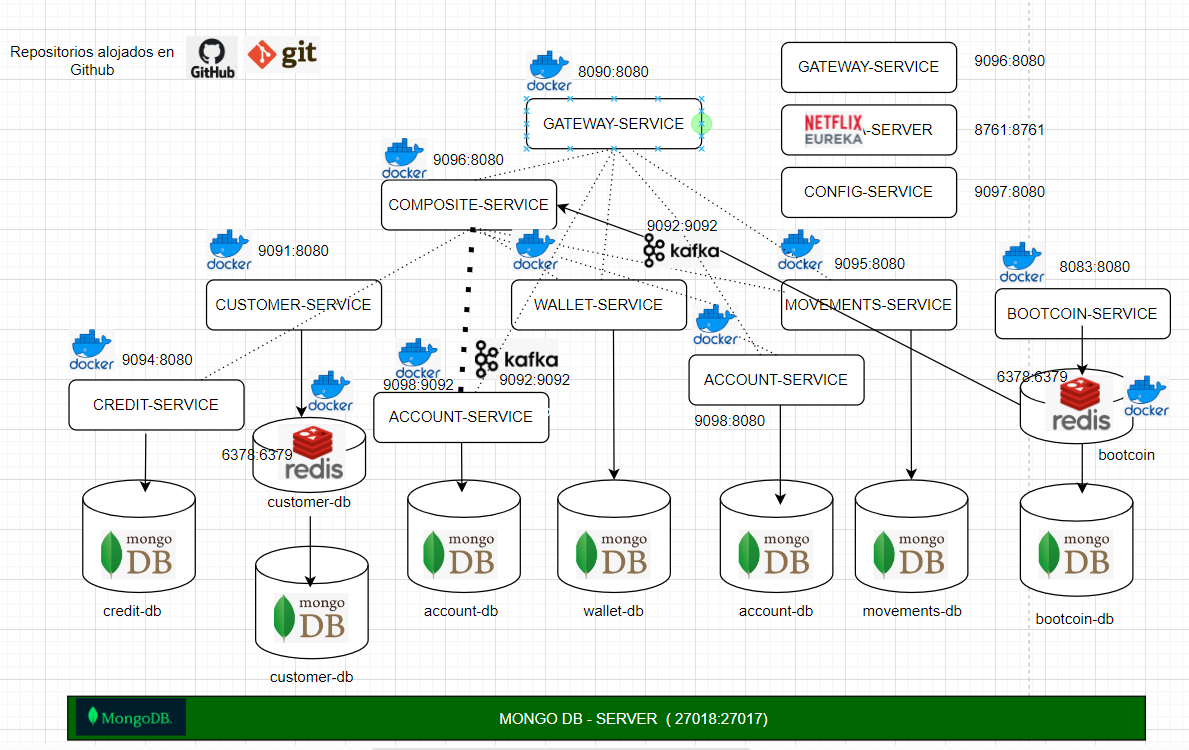 Repositorios alojados en
Github
GitHub
git
docker
8090:8080
GATEWAY-SERVICE
GATEWAY-SERVICE
9096:8080
NETFLIX
EUREKA
-SERVER
8761:8761
CONFIG-SERVICE
9097:8080
docker
9096:8080
COMPOSITE-SERVICE
9092:9092
kafka
docker
9091:8080
CUSTOMER-SERVICE
docker
WALLET-SERVICE
docker
9095:8080
MOVEMENTS-SERVICE
docker
8083:8080
BOOTCOIN-SERVICE
docker
9094:8080
CREDIT-SERVICE
docker
docker
9098:9092
kafka
9092:9092
ACCOUNT-SERVICE
docker
ACCOUNT-SERVICE
9098:8080
6378:6379
redis
docker
bootcoin
6378:6379
redis
customer-db
mongo
DB
credit-db
mongo
DB
customer-db
mongo
DB
account-db
mongo
DB
wallet-db
mongo
DB
account-db
mongo
DB
movements-db
mongo
DB
bootcoin-db
MongoDB.
MONGO DB - SERVER ( 27018:27017)